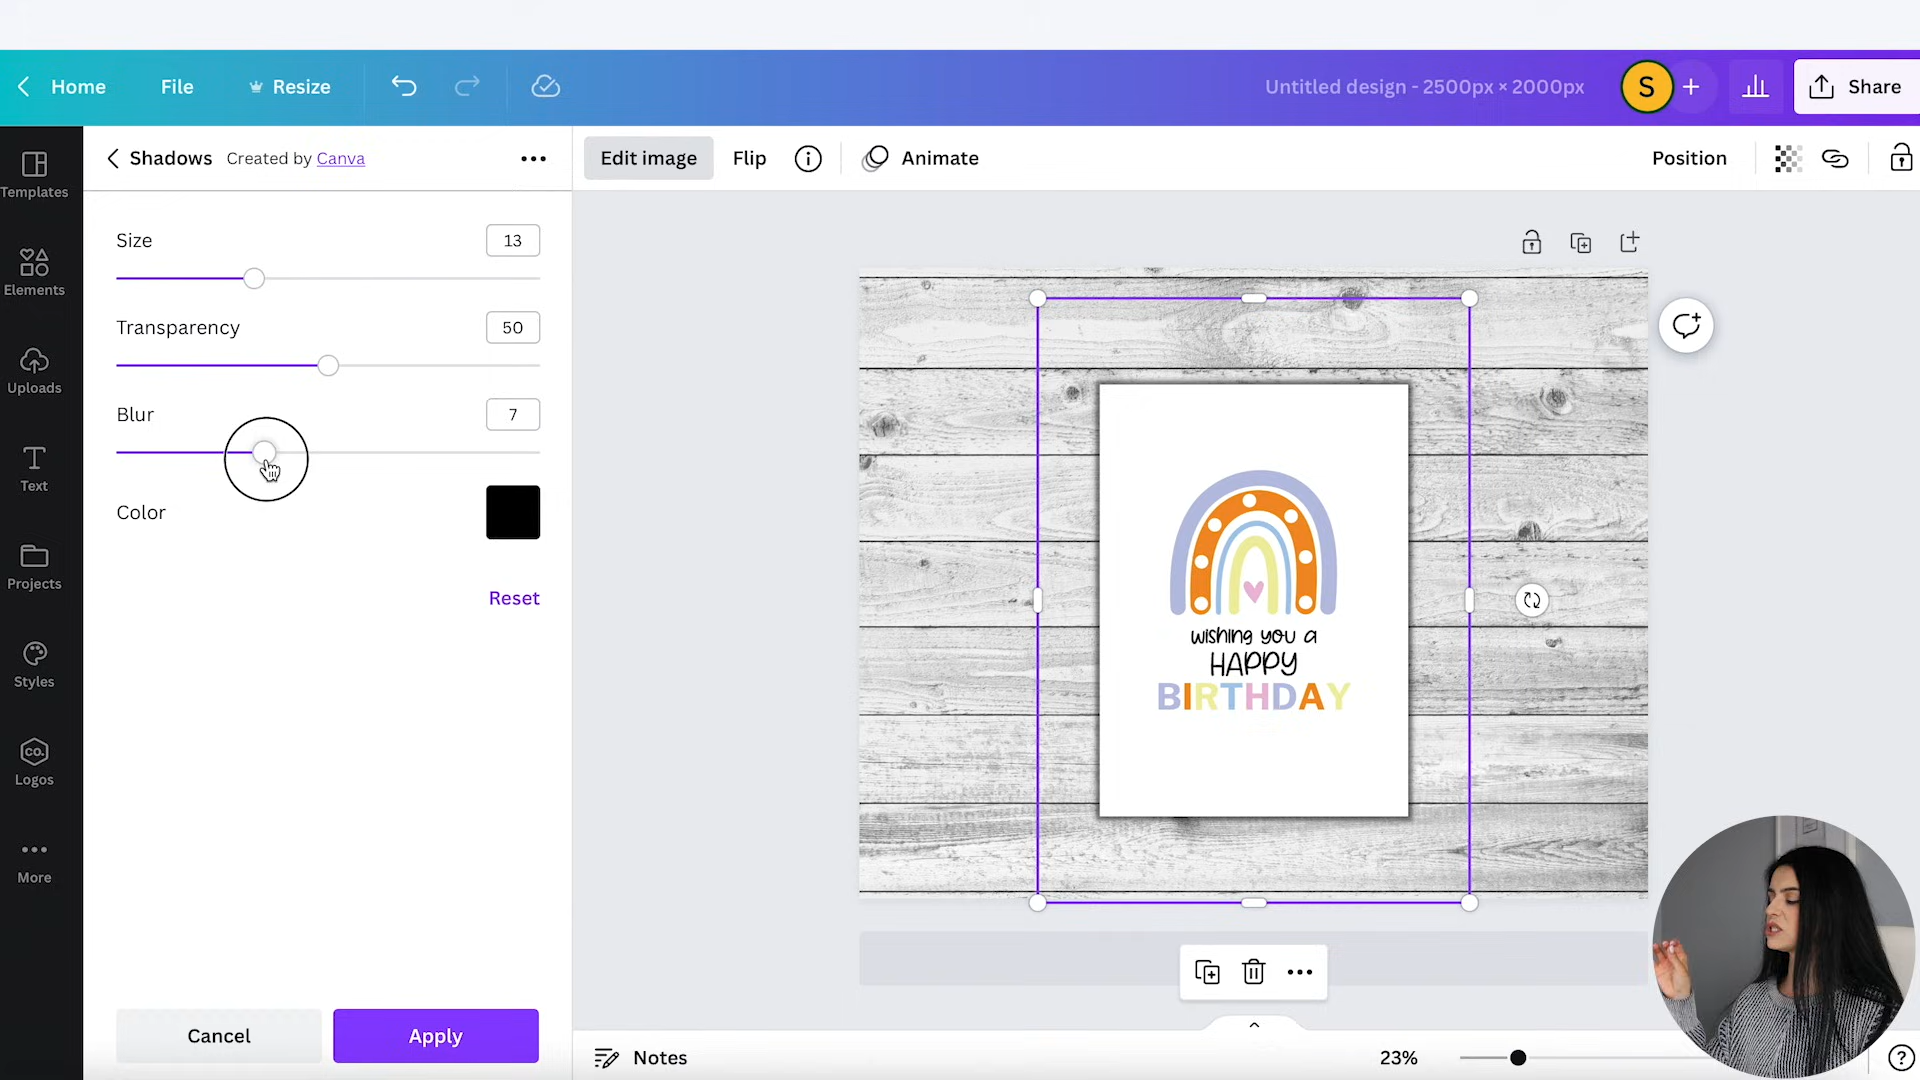 Home
File
Resize
Untitled design - 2500px × 2000px
S
Share
Shadows
Created by Canva
Edit image
Flip
Animate
Position
Templates
Elements
Uploads
Text
Projects
Styles
CO.
Logos
More
Size
13
Transparency
50
Blur
7
Color
Reset
wishing you a
HAPPY
BIRTHDAY
Cancel
Apply
Notes
23%
?